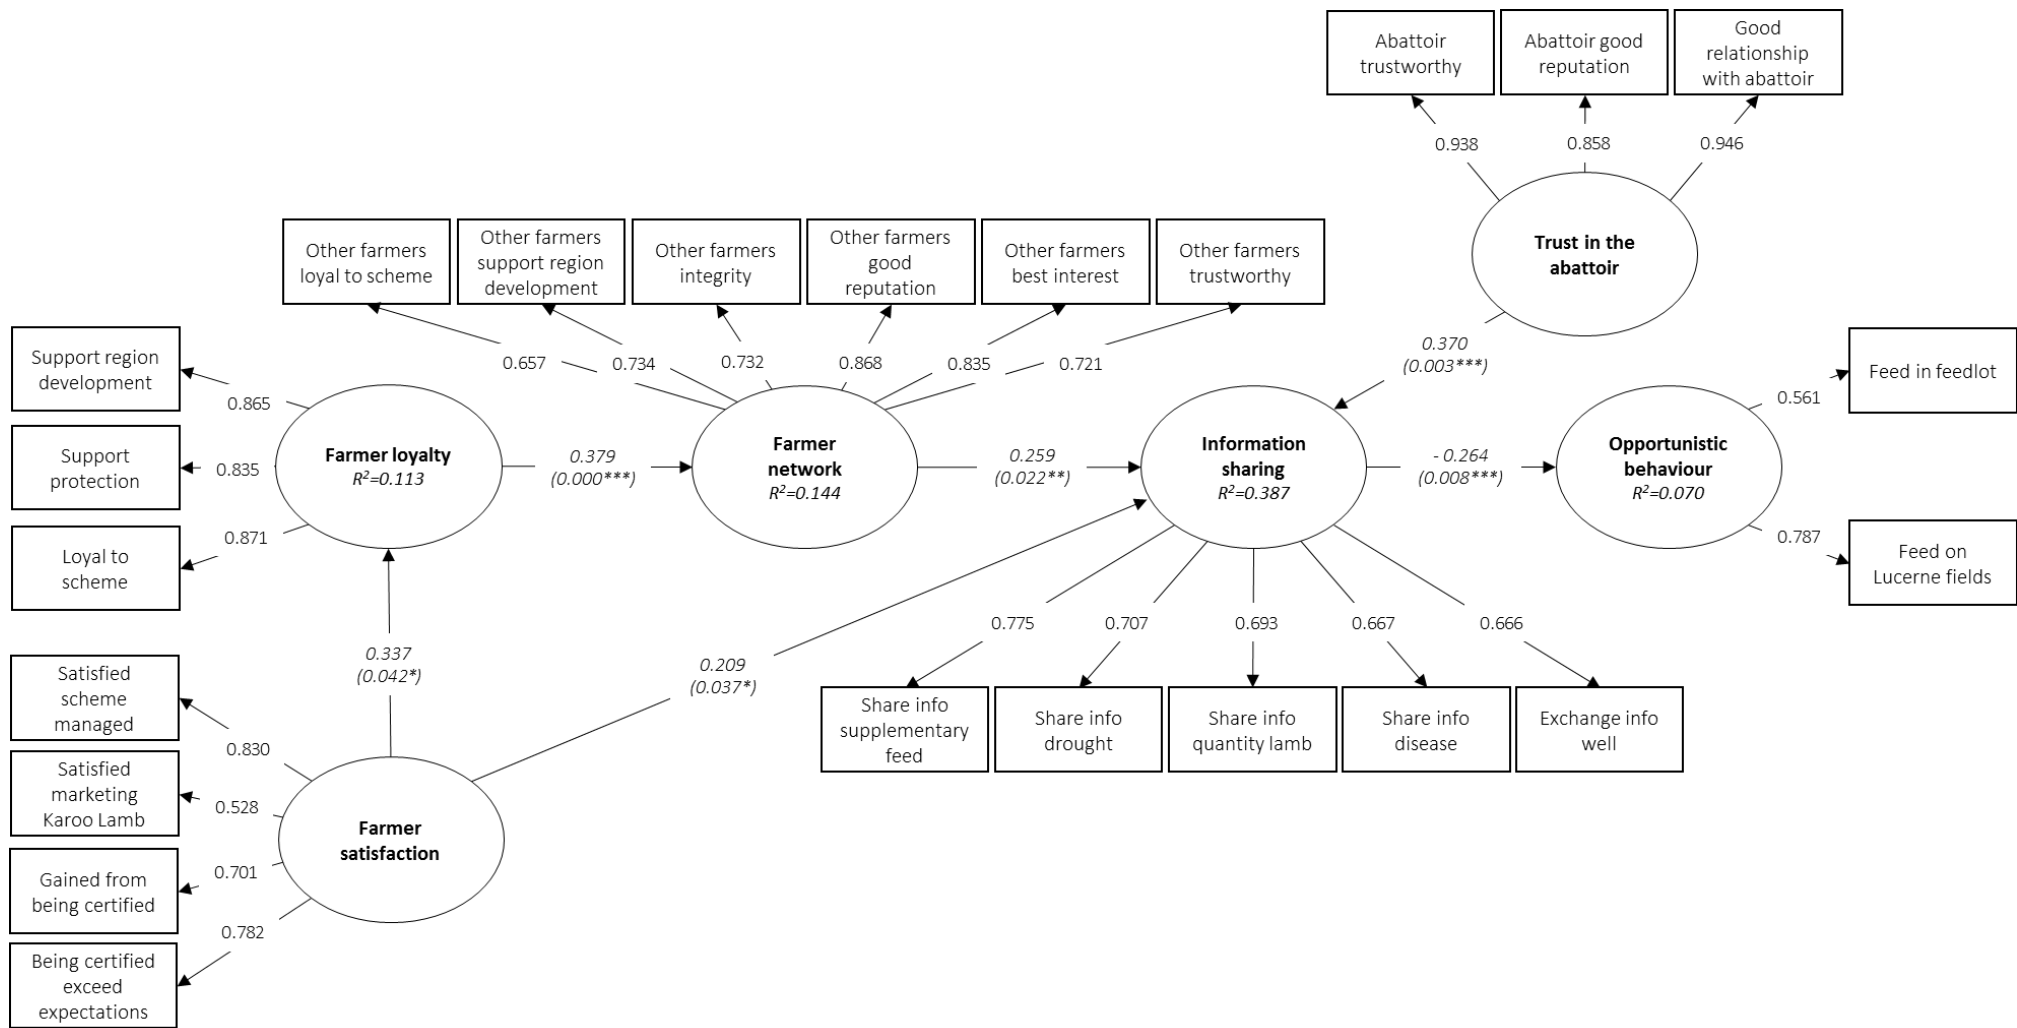 Abattoir
trustworthy
Abattoir good
reputation
Good
relationship
with abattoir
0.938
0.858
0.946
Trust in the
abattoir
Other farmers
loyal to scheme
Other farmers
support region
development
Other farmers
integrity
Other farmers
good
reputation
Other farmers
best interest
Other farmers
trustworthy
0.657
0.734
0.732
0.868
0.835
0.721
0.370
(0.003***)
Support region
development
Support
protection
Loyal to
scheme
0.865
0.835
0.871
Farmer loyalty
R²=0.113
0.379
(0.000***)
Farmer
network
R²=0.144
0.259
(0.022**)
Information
sharing
R²=0.387
- 0.264
(0.008***)
Opportunistic
behaviour
R²=0.070
0.561
0.787
Feed in feedlot
Feed on
Lucerne fields
0.337
(0.042*)
0.209
(0.037*)
0.775
0.707
0.693
0.667
0.666
Share info
supplementary
feed
Share info
drought
Share info
quantity lamb
Share info
disease
Exchange info
well
Satisfied
scheme
managed
Satisfied
marketing
Karoo Lamb
Gained from
being certified
Being certified
exceed
expectations
0.830
0.528
0.701
0.782
Farmer
satisfaction